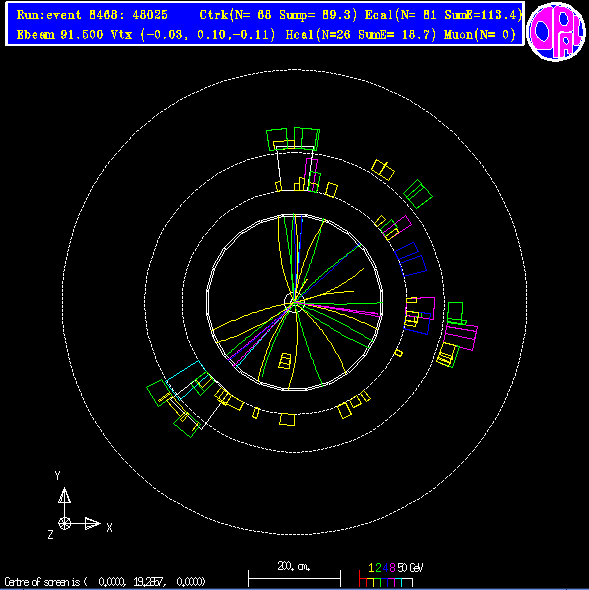 Run:event 8468: 48025 Ctrk(N= 68 Sump= 89.3) Ecal(N= 81 SumE=113.4)
Ebeam 91.500 Vtx (-0.03, 0.10,-0.11) Hcal(N=26 SumE= 18.7) Muon(N= 0)
OPAL
Y
X
Z
200. cm.
1 2 4 8 50 GeV
Centre of screen is ( 0.0000, 19.2857, 0.0000)